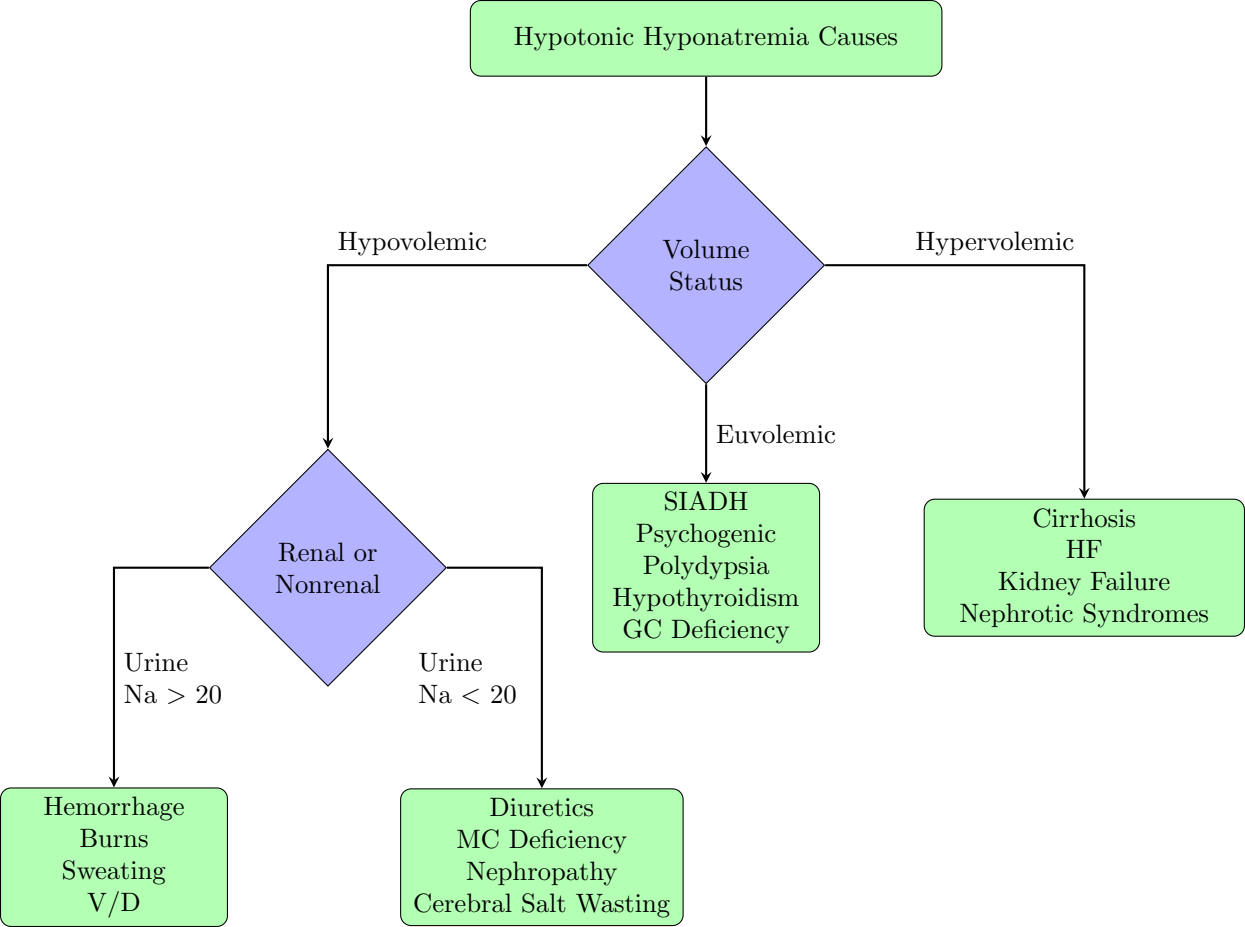 Hypotonic Hyponatremia Causes
Hypovolemic
Volume
Status
Hypervolemic
Euvolemic
Renal or
Nonrenal
SIADH
Psychogenic
Polydypsia
Hypothyroidism
GC Deficiency
Cirrhosis
HF
Kidney Failure
Nephrotic Syndromes
Urine
Na > 20
Urine
Na < 20
Hemorrhage
Burns
Sweating
V/D
Diuretics
MC Deficiency
Nephropathy
Cerebral Salt Wasting